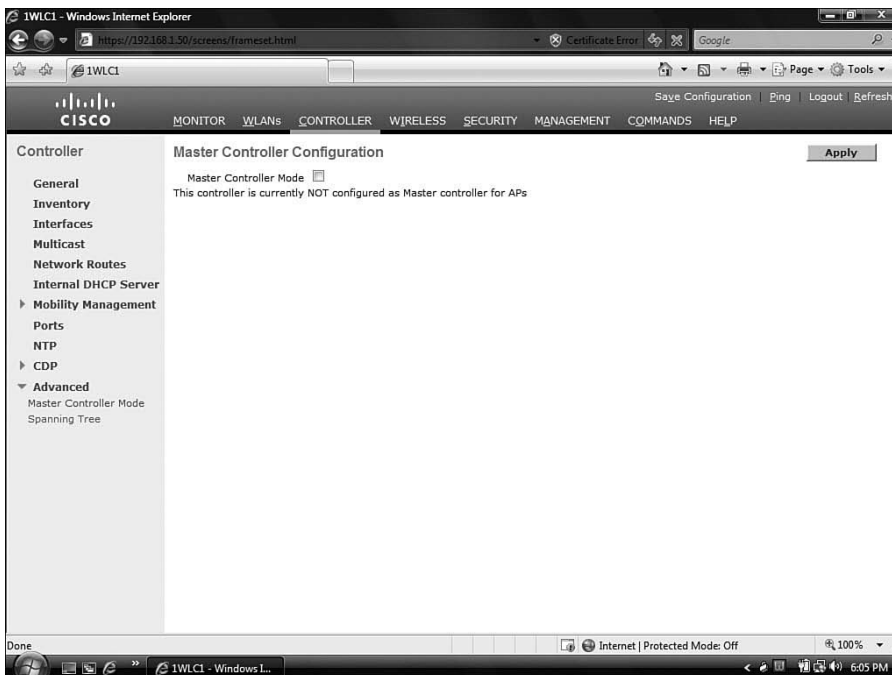 1WLC1 - Windows Internet Explorer
https://192.168.1.50/screens/frameset.html
Certificate Error
Google
1WLC1
Page
Tools
Save Configuration | Ping | Logout | Refresh
CISCO
MONITOR WLANs CONTROLLER WIRELESS SECURITY MANAGEMENT COMMANDS HELP
Controller
General
Inventory
Interfaces
Multicast
Network Routes
Internal DHCP Server
Mobility Management
Ports
NTP
CDP
Advanced
Master Controller Mode
Spanning Tree
Master Controller Configuration
Apply
Master Controller Mode
This controller is currently NOT configured as Master controller for APs
Done
Internet | Protected Mode: Off
100%
1WLC1 - Windows I...
6:05 PM